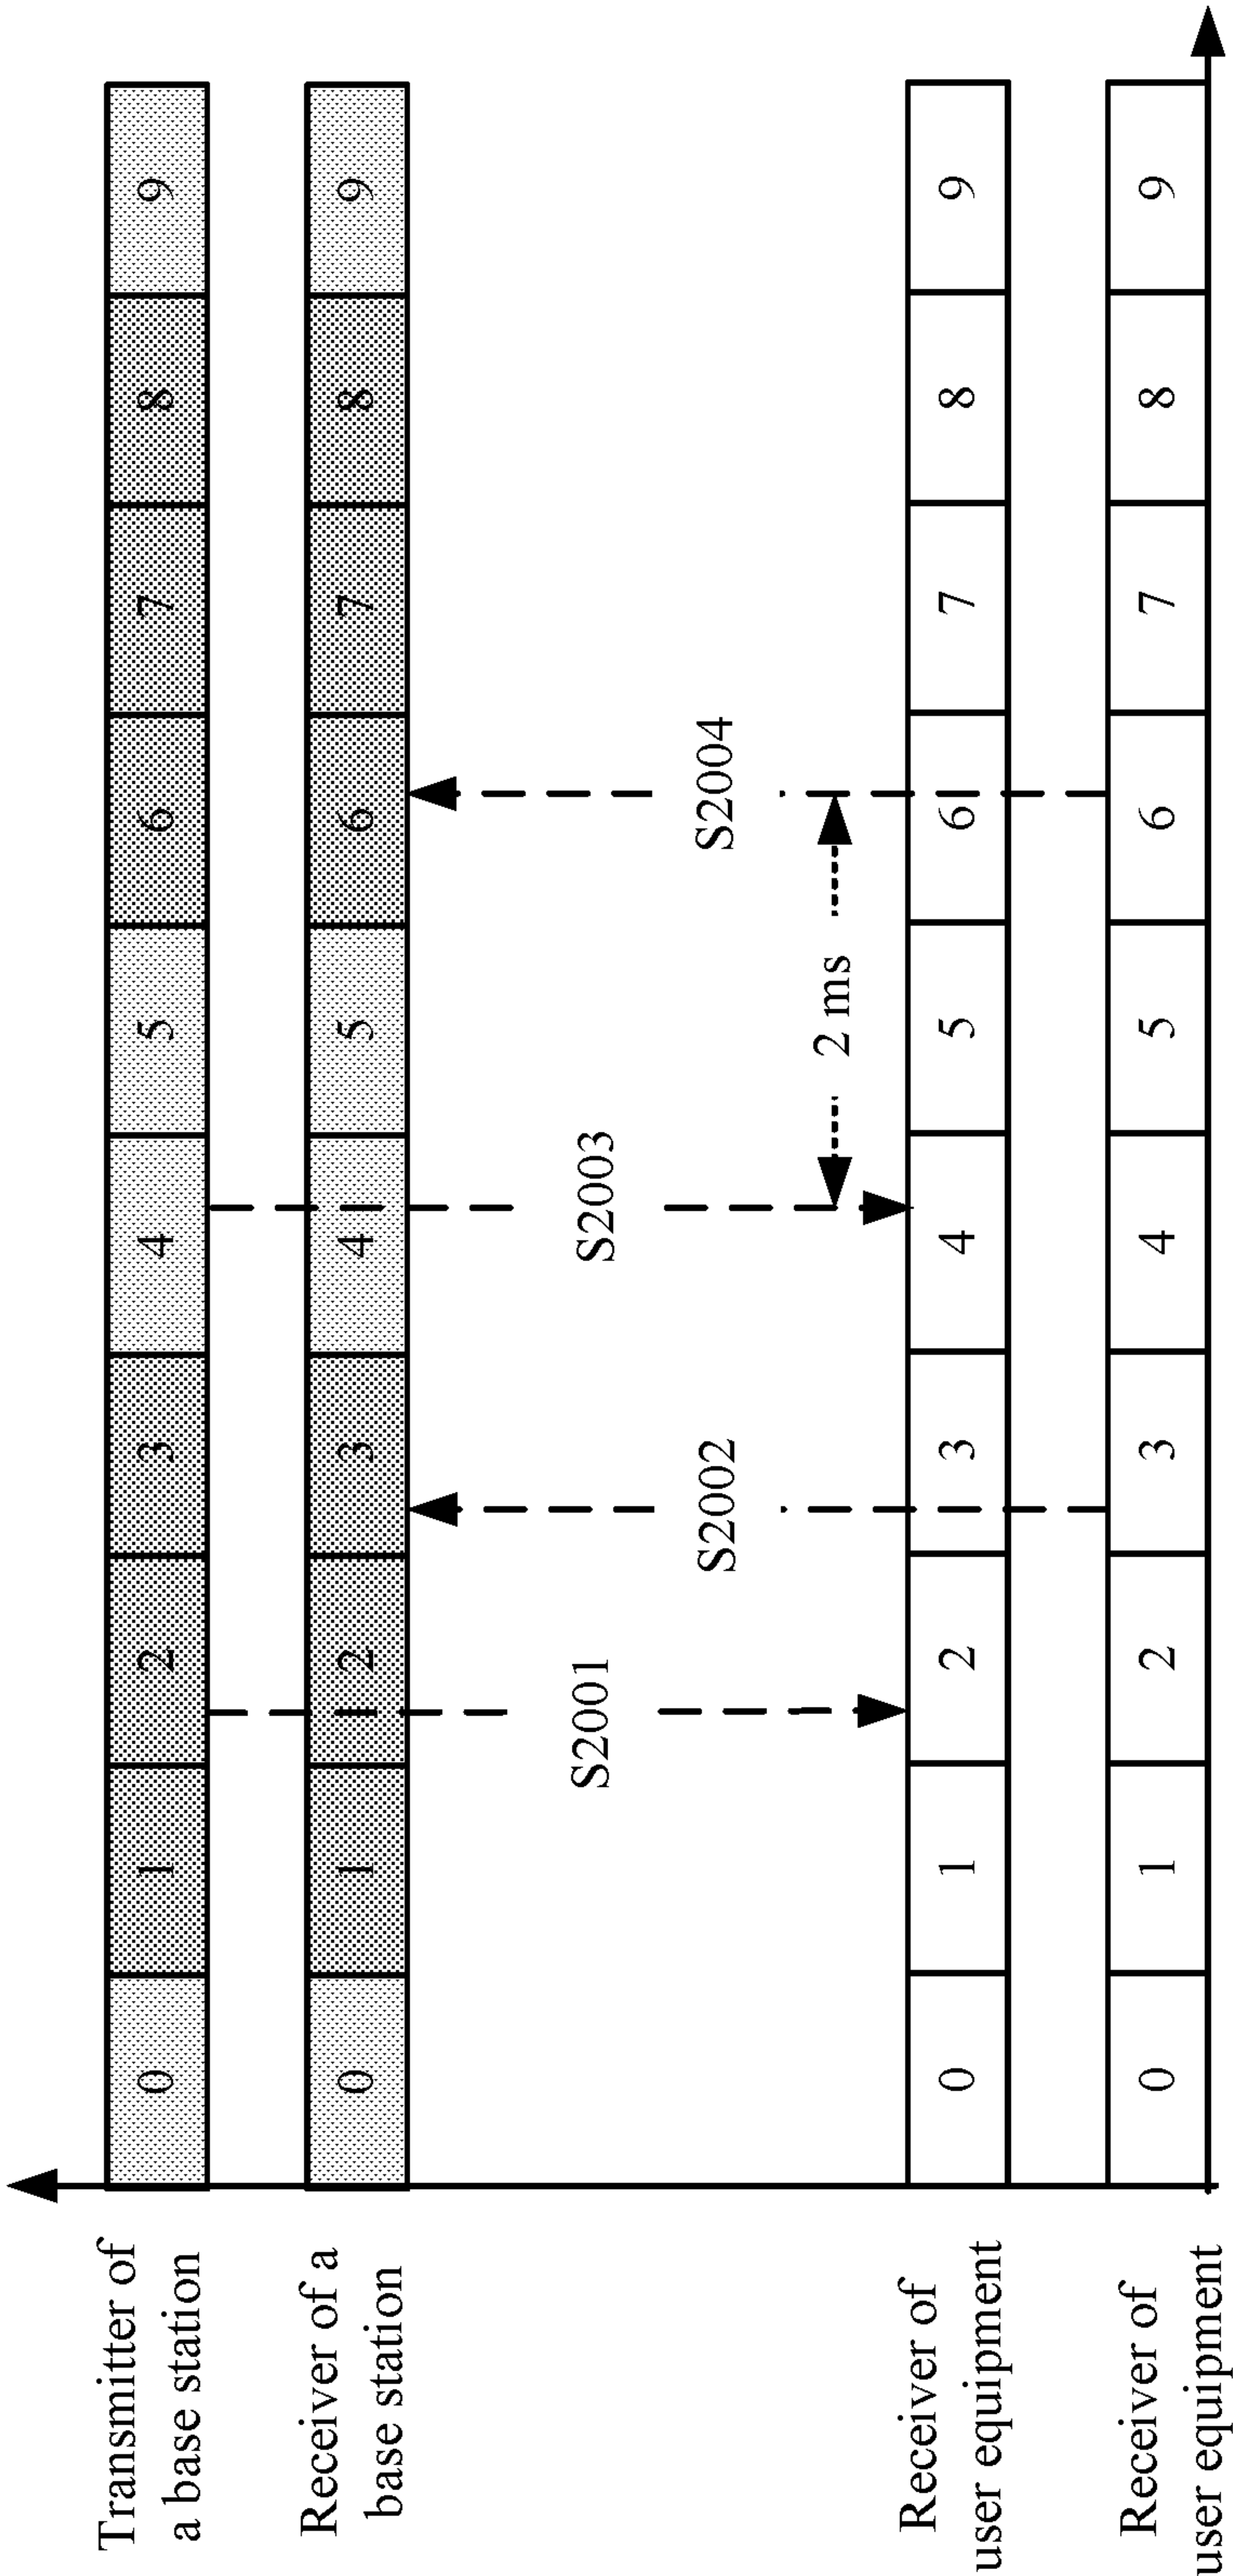 Transmitter of
a base station
0 1 2 3 4 5 6 7 8 9
Receiver of a
base station
0 1 2 3 4 5 6 7 8 9
S2001
S2002
S2003
S2004
2 ms
Receiver of
user equipment
0 1 2 3 4 5 6 7 8 9
Receiver of
user equipment
0 1 2 3 4 5 6 7 8 9